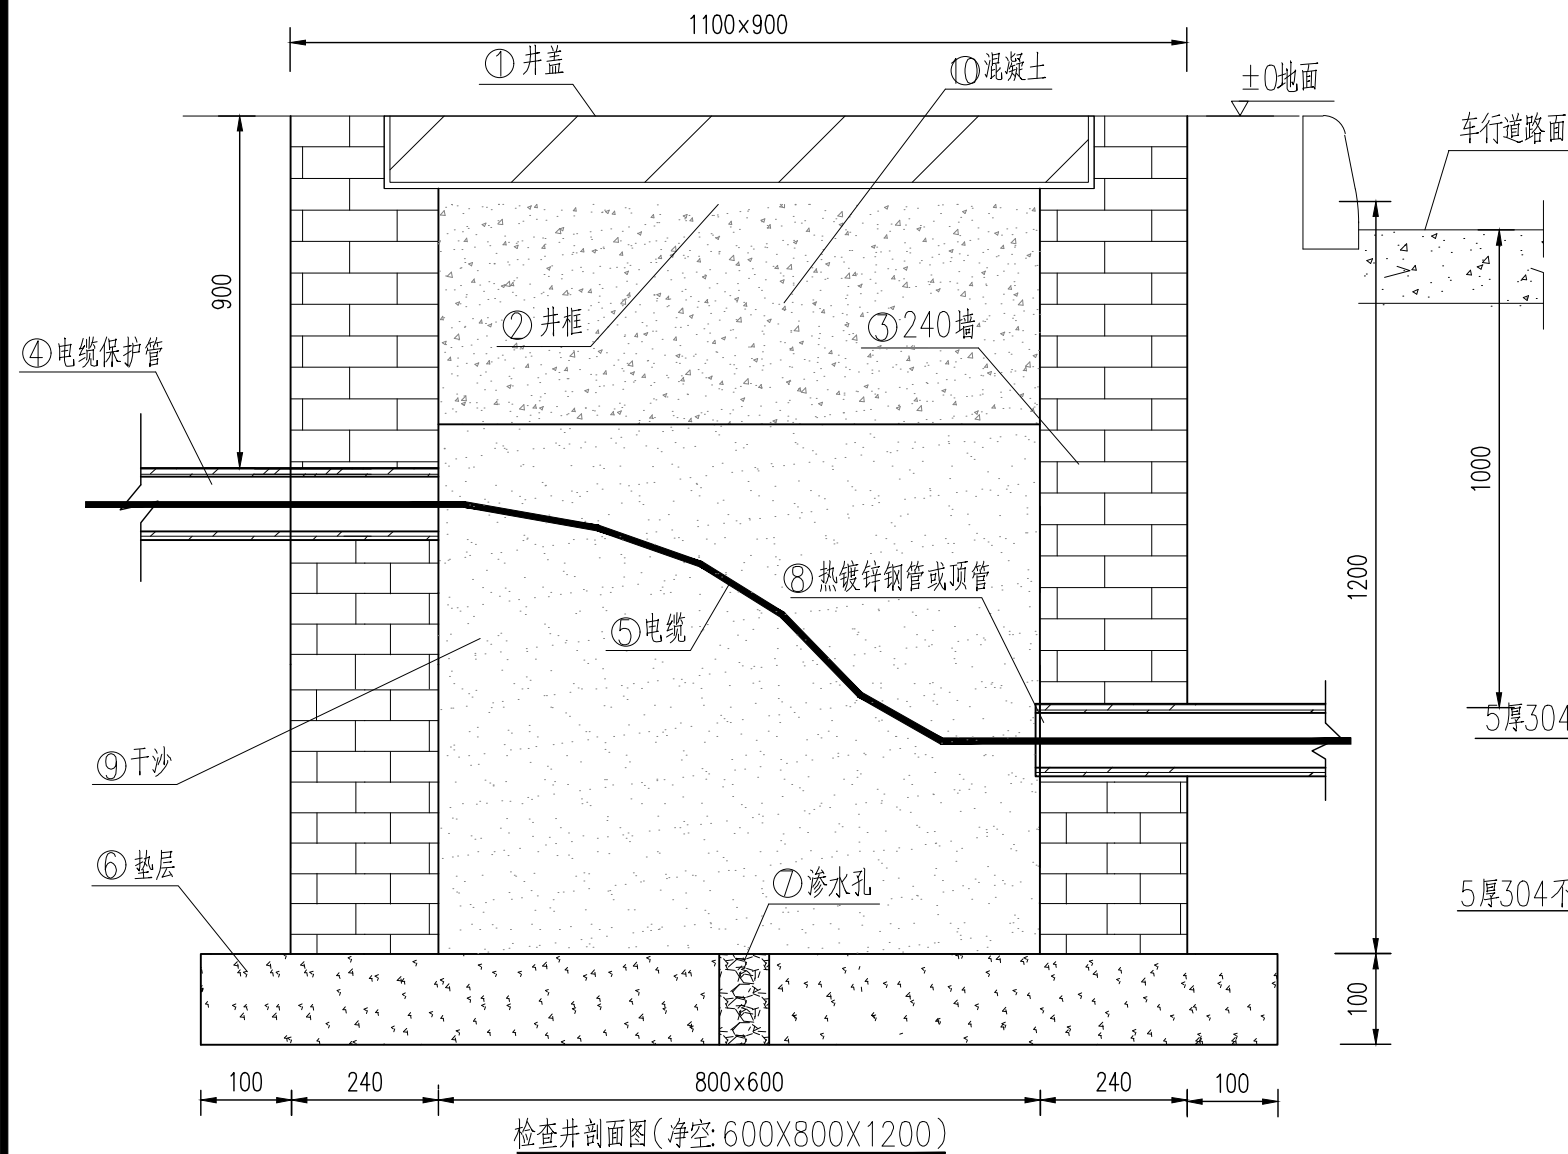 1100×900
①井盖
⑩混凝土
±0地面
车行道路面
900
②井框
③240墙
④电缆保护管
1000
1200
⑧热镀锌钢管或顶管
⑤电缆
5厚304
⑨干沙
⑥垫层
⑦渗水孔
5厚304不
100
100
240
800×600
240
100
检查井剖面图(净空:600X800X1200)